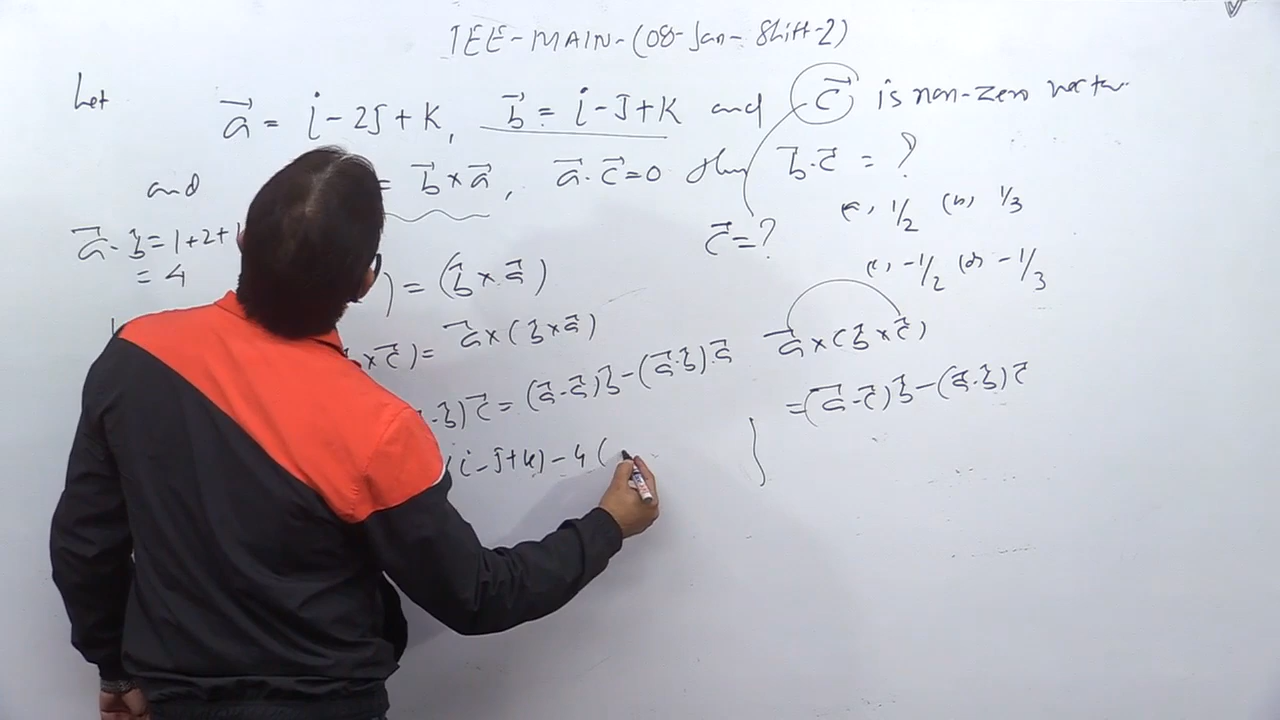 JEE-MAIN-(08-Jan-Shift-2)
Let
a⃗ = i - 2j + k, b⃗ = i - j + k and c⃗ is non-zero vector.
and = b⃗ × a⃗, a⃗·c⃗ = 0 then b⃗·c⃗ = ?
(a) 1/2 (b) 1/3
(c) -1/2 (d) -1/3
c⃗ = ?
a⃗·b⃗ = 1+2+1
= 4
) = (b⃗ × a⃗)
× c⃗) = a⃗ × (b⃗ × a⃗)
·b⃗)c⃗ = (a⃗·a⃗)b⃗ - (a⃗·b⃗)·a⃗
(i - j + k) - 4(
a⃗ × (b⃗ × c⃗)
= (a⃗·c⃗)b⃗ - (a⃗·b⃗)c⃗